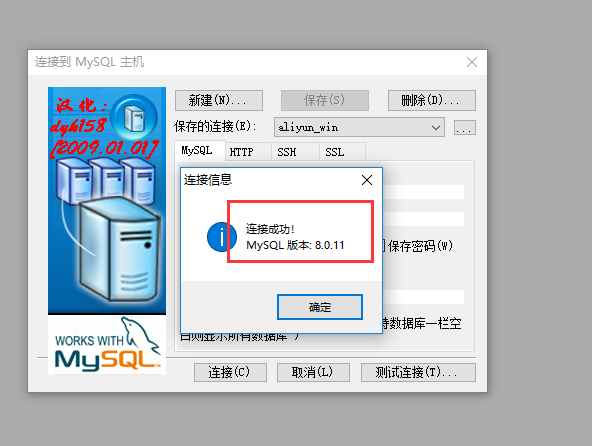 连接到 MySQL 主机
汉化:
dyh158
[2009.01.01]
WORKS WITH
MySQL
新建(N)...
保存(S)
删除(D)...
保存的连接(E):
aliyun_win
...
MySQL
HTTP
SSH
SSL
连接信息
连接成功!
MySQL 版本: 8.0.11
确定
保存密码(W)
持数据库一栏空
白则显示所有数据库 )
连接(C)
取消(L)
测试连接(T)...